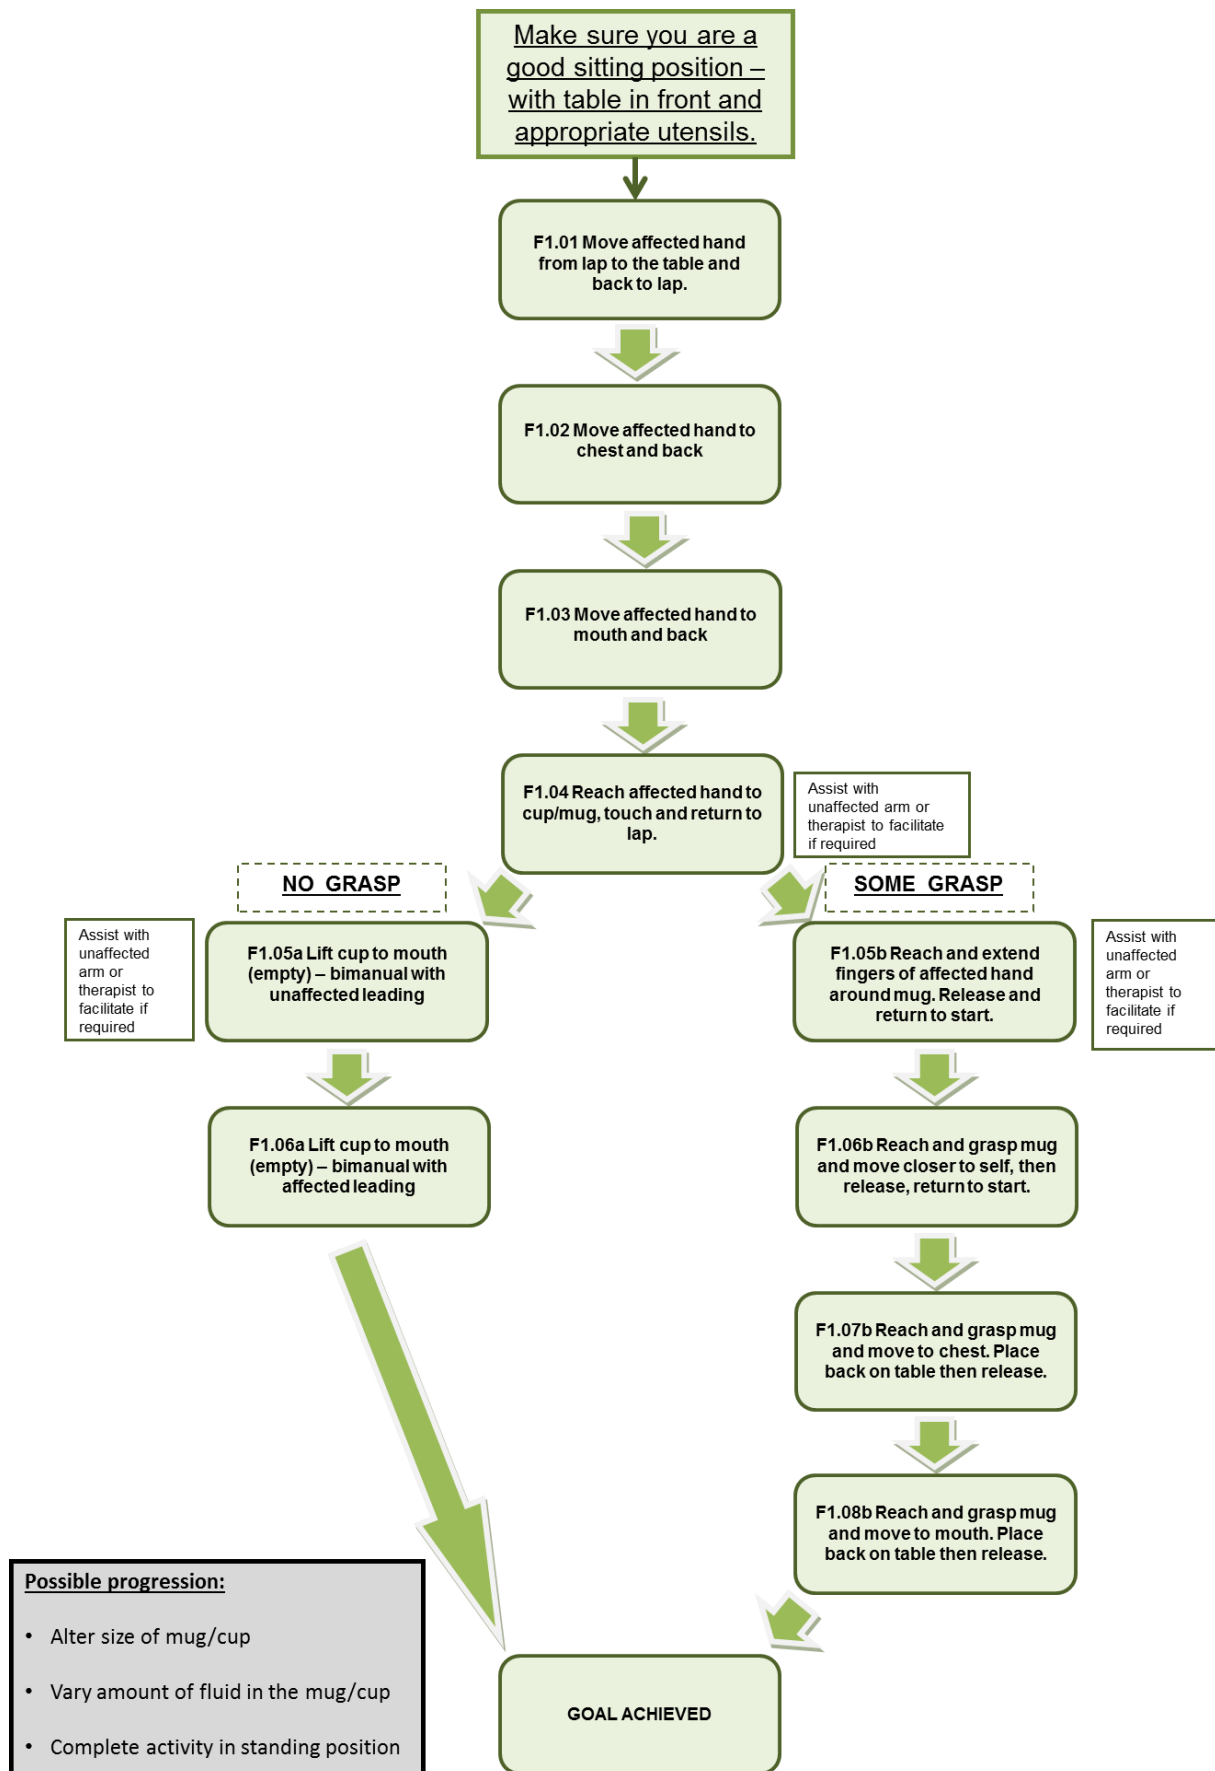 Make sure you are a
good sitting position –
with table in front and
appropriate utensils.
F1.01 Move affected hand
from lap to the table and
back to lap.
F1.02 Move affected hand to
chest and back
F1.03 Move affected hand to
mouth and back
F1.04 Reach affected hand to
cup/mug, touch and return to
lap.
Assist with
unaffected arm or
therapist to facilitate
if required
NO GRASP
SOME GRASP
Assist with
unaffected
arm or
therapist to
facilitate if
required
F1.05a Lift cup to mouth
(empty) – bimanual with
unaffected leading
F1.05b Reach and extend
fingers of affected hand
around mug. Release and
return to start.
Assist with
unaffected
arm or
therapist to
facilitate if
required
F1.06a Lift cup to mouth
(empty) – bimanual with
affected leading
F1.06b Reach and grasp mug
and move closer to self, then
release, return to start.
F1.07b Reach and grasp mug
and move to chest. Place
back on table then release.
F1.08b Reach and grasp mug
and move to mouth. Place
back on table then release.
Possible progression:
• Alter size of mug/cup
• Vary amount of fluid in the mug/cup
• Complete activity in standing position
GOAL ACHIEVED